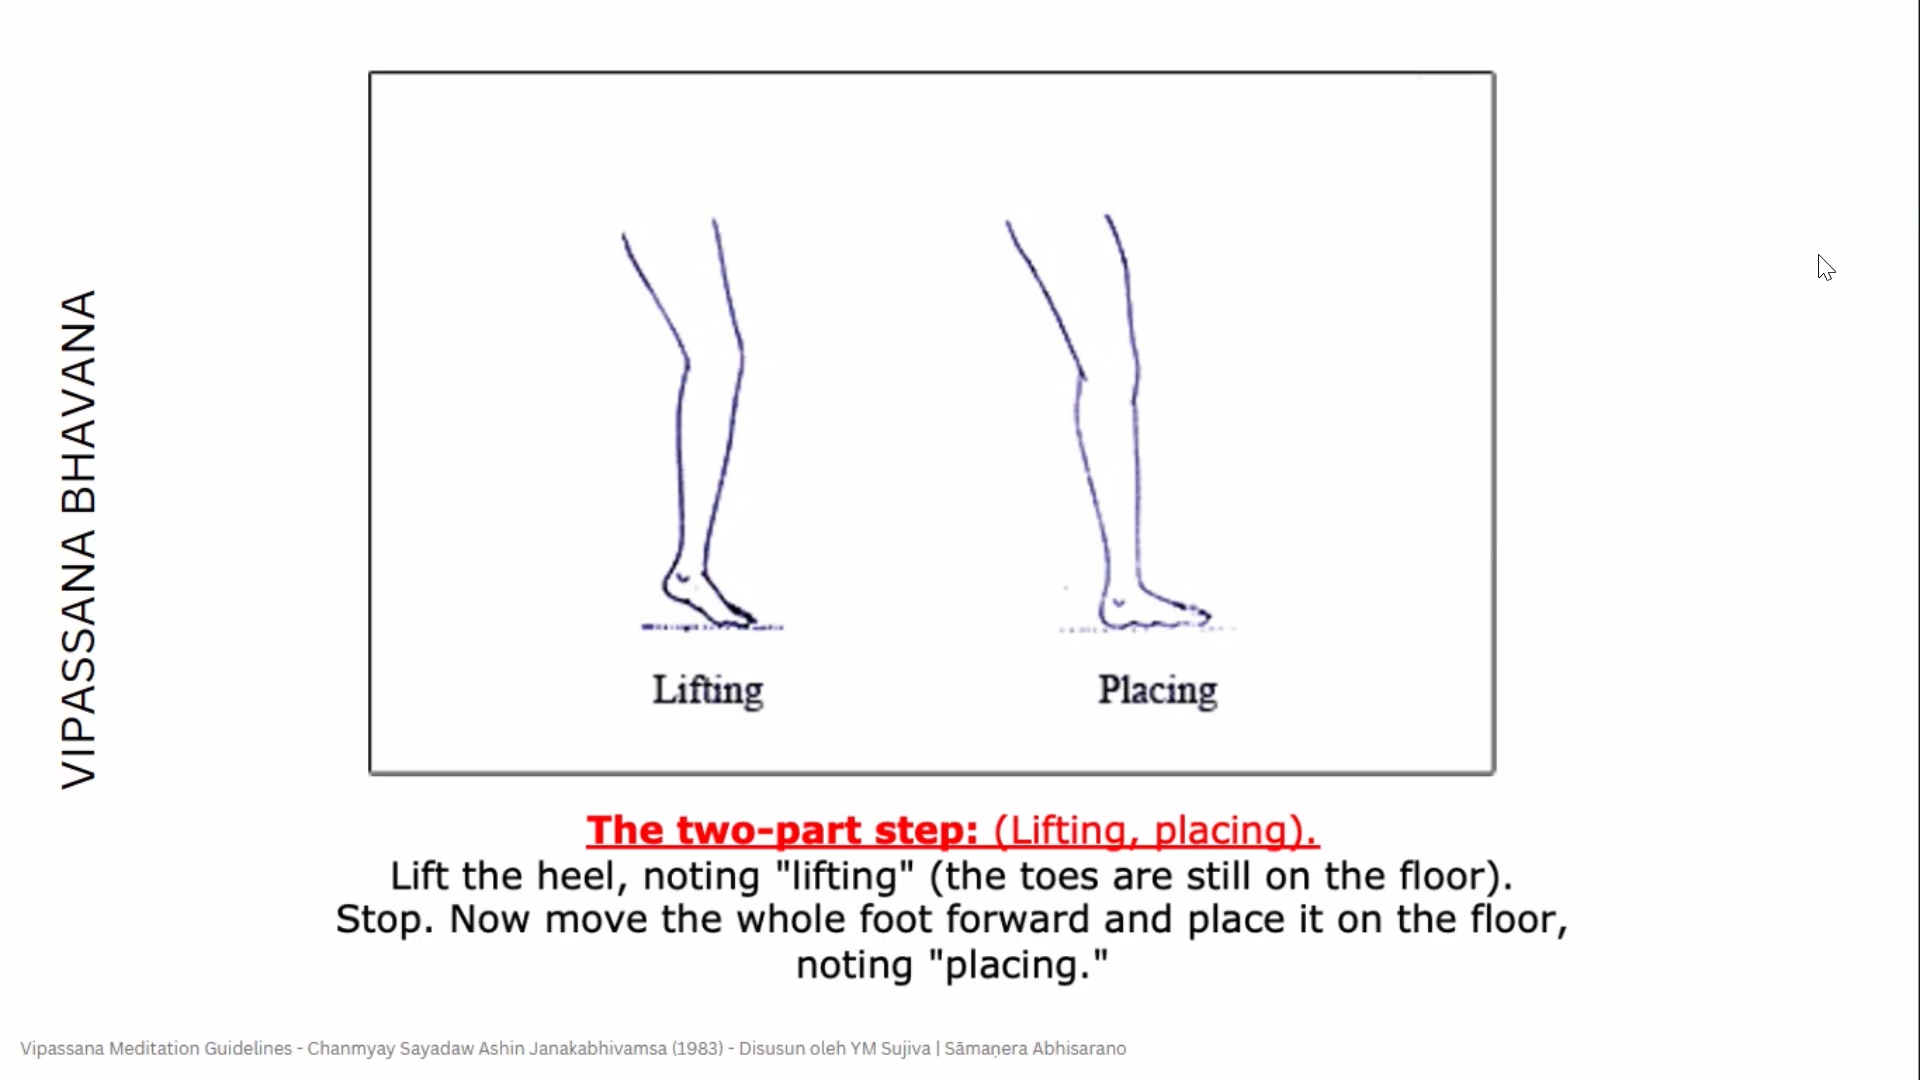 VIPASSANA BHAVANA
Lifting
Placing
The two-part step: (Lifting, placing).
Lift the heel, noting "lifting" (the toes are still on the floor).
Stop. Now move the whole foot forward and place it on the floor,
noting "placing."
Vipassana Meditation Guidelines - Chanmyay Sayadaw Ashin Janakabhivamsa (1983) - Disusun oleh YM Sujiva | Sāmaṇera Abhisarano